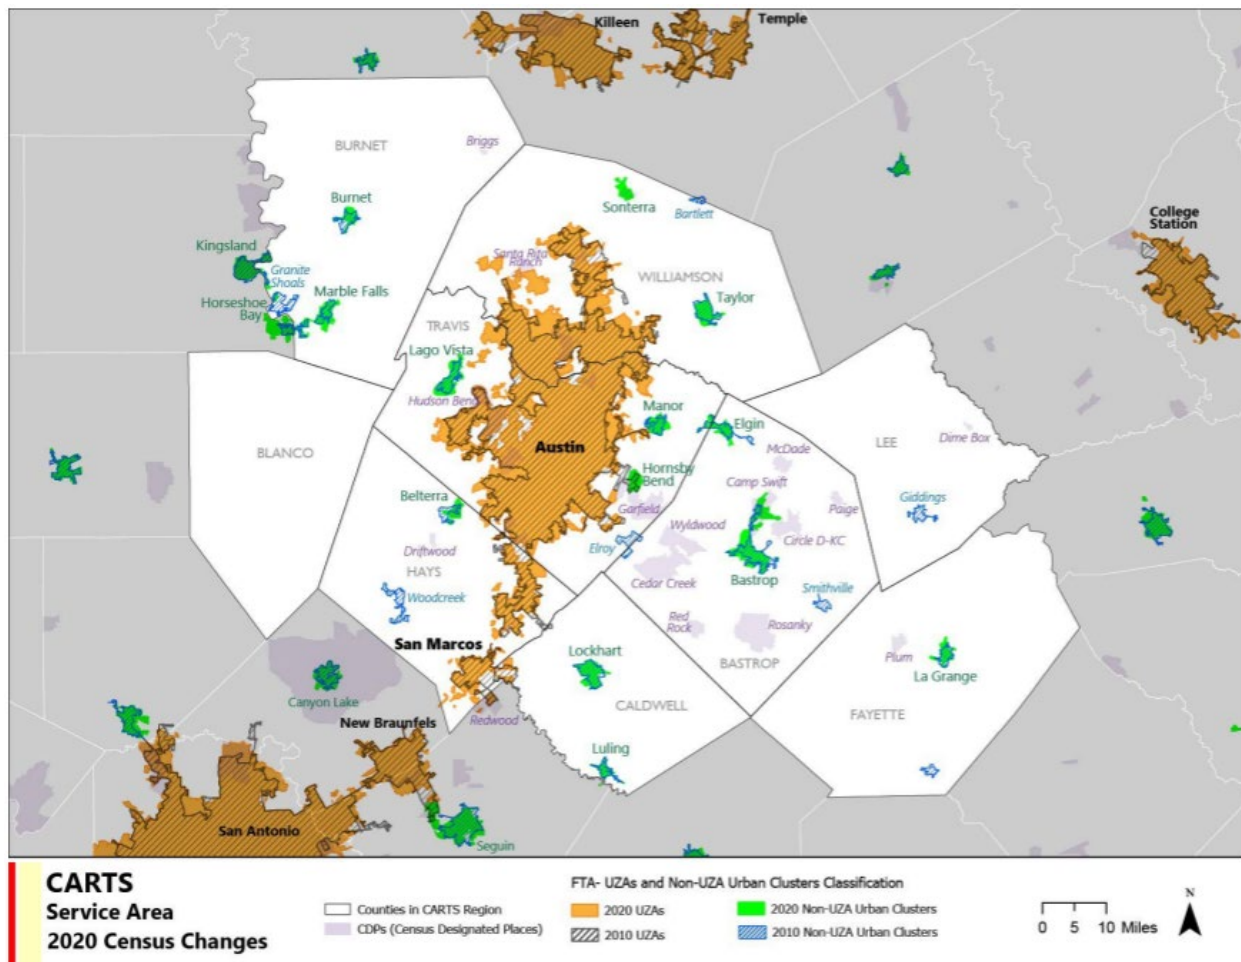 Killeen
Temple
BURNET
Briggs
Burnet
Sonterra
Bartlett
College
Station
Kingsland
Granite
Shoals
Santa Rita
Ranch
WILLIAMSON
Horseshoe
Bay
Marble Falls
Taylor
TRAVIS
Lago Vista
Hudson Bend
Manor
Elgin
Dime Box
LEE
McDade
BLANCO
Austin
Hornsby
Bend
Camp Swift
Belterra
Garfield
Wyldwood
Paige
Giddings
Driftwood
Elroy
Circle D-KC
HAYS
Cedar Creek
Bastrop
Smithville
Woodcreek
Red
Rock
Rosanky
San Marcos
Lockhart
BASTROP
Plum
La Grange
Canyon Lake
CALDWELL
FAYETTE
New Braunfels
Redwood
Luling
San Antonio
Seguin
CARTS
Service Area
2020 Census Changes
Counties in CARTS Region
CDPs (Census Designated Places)
FTA- UZAs and Non-UZA Urban Clusters Classification
2020 UZAs
2020 Non-UZA Urban Clusters
2010 UZAs
2010 Non-UZA Urban Clusters
0 5 10 Miles
N